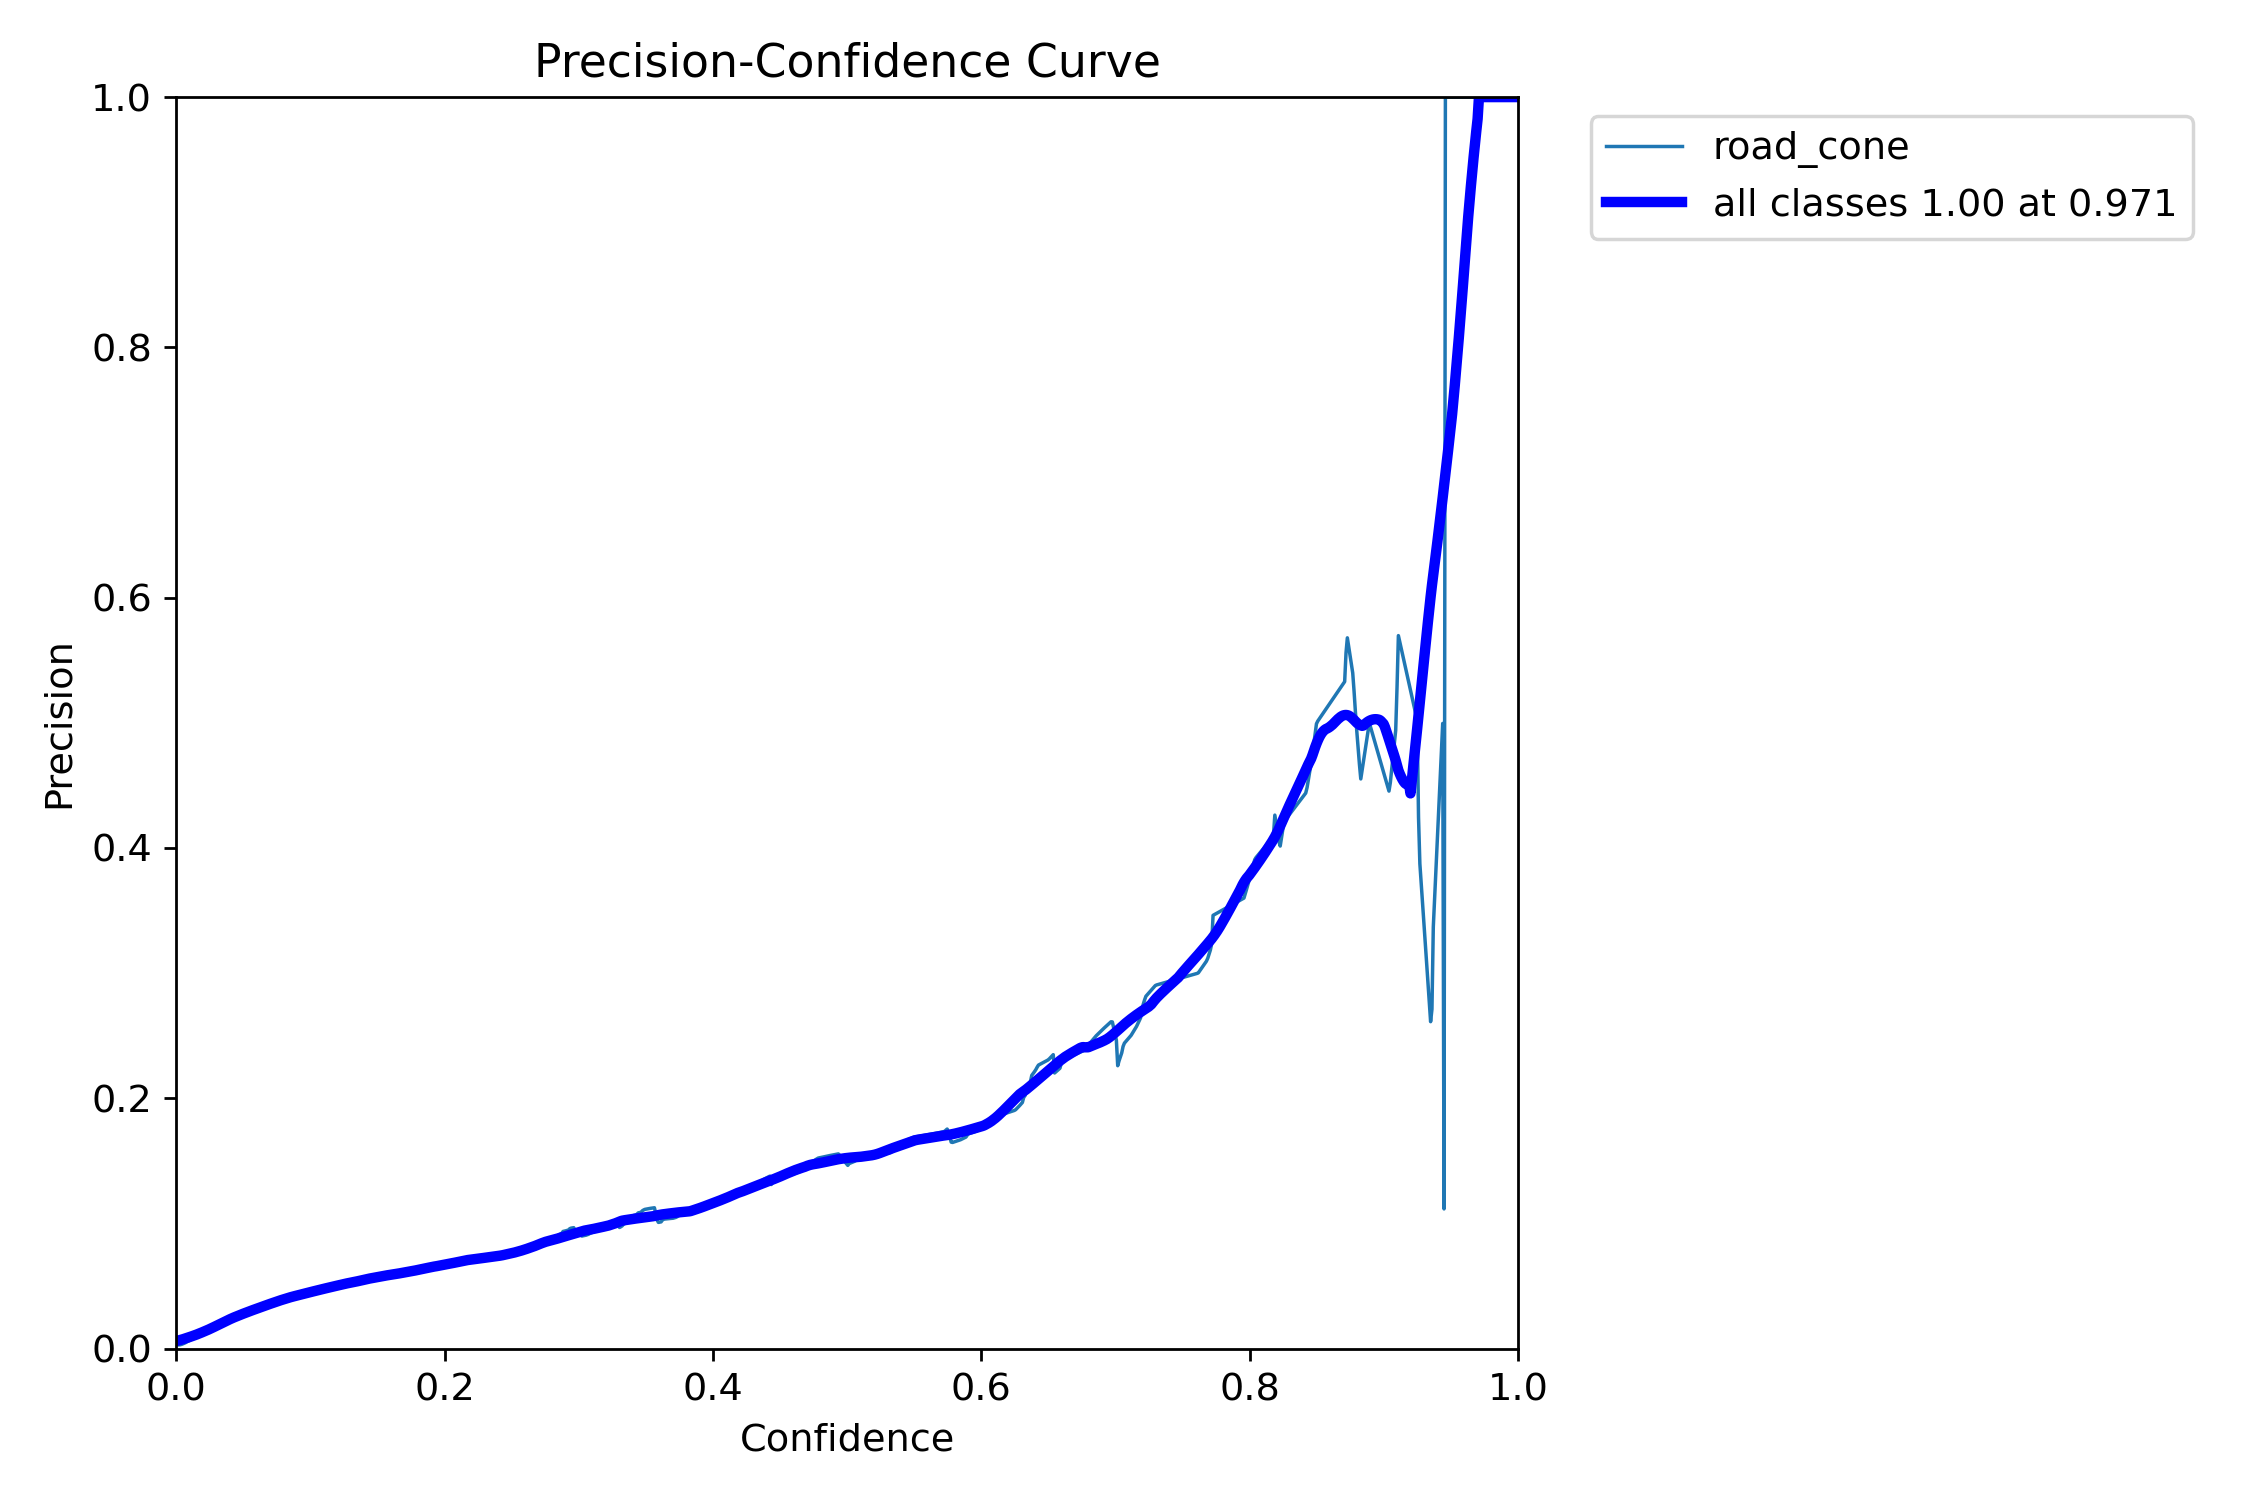 Precision-Confidence Curve
1.0
0.8
0.6
0.4
0.2
0.0
Precision
0.0 0.2 0.4 0.6 0.8 1.0
Confidence
road_cone
all classes 1.00 at 0.971